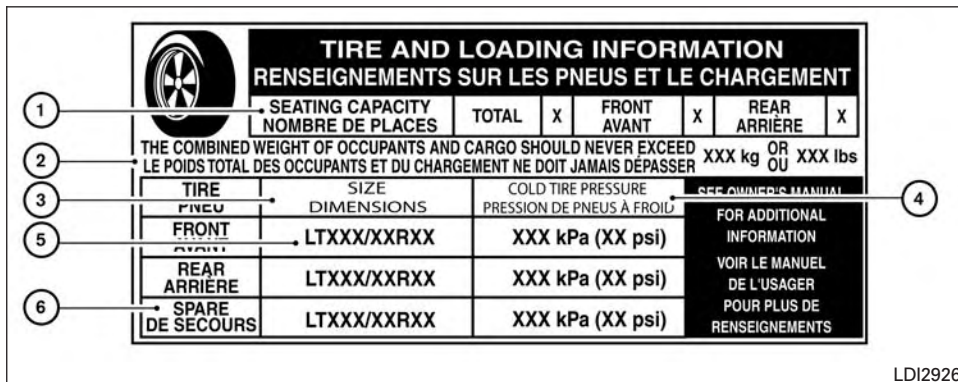 TIRE AND LOADING INFORMATION
RENSEIGNEMENTS SUR LES PNEUS ET LE CHARGEMENT
SEATING CAPACITY
NOMBRE DE PLACES
TOTAL
X
FRONT
AVANT
X
REAR
ARRIÈRE
X
1
THE COMBINED WEIGHT OF OCCUPANTS AND CARGO SHOULD NEVER EXCEED
LE POIDS TOTAL DES OCCUPANTS ET DU CHARGEMENT NE DOIT JAMAIS DÉPASSER
XXX kg
OR
OU
XXX lbs
2
TIRE
PNEU
SIZE
DIMENSIONS
COLD TIRE PRESSURE
PRESSION DE PNEUS À FROID
3
4
FRONT
AVANT
LTXXX/XXRXX
XXX kPa (XX psi)
5
REAR
ARRIÈRE
LTXXX/XXRXX
XXX kPa (XX psi)
SPARE
DE SECOURS
LTXXX/XXRXX
XXX kPa (XX psi)
6
SEE OWNER'S MANUAL
FOR ADDITIONAL
INFORMATION
VOIR LE MANUEL
DE L'USAGER
POUR PLUS DE
RENSEIGNEMENTS
LDI2926